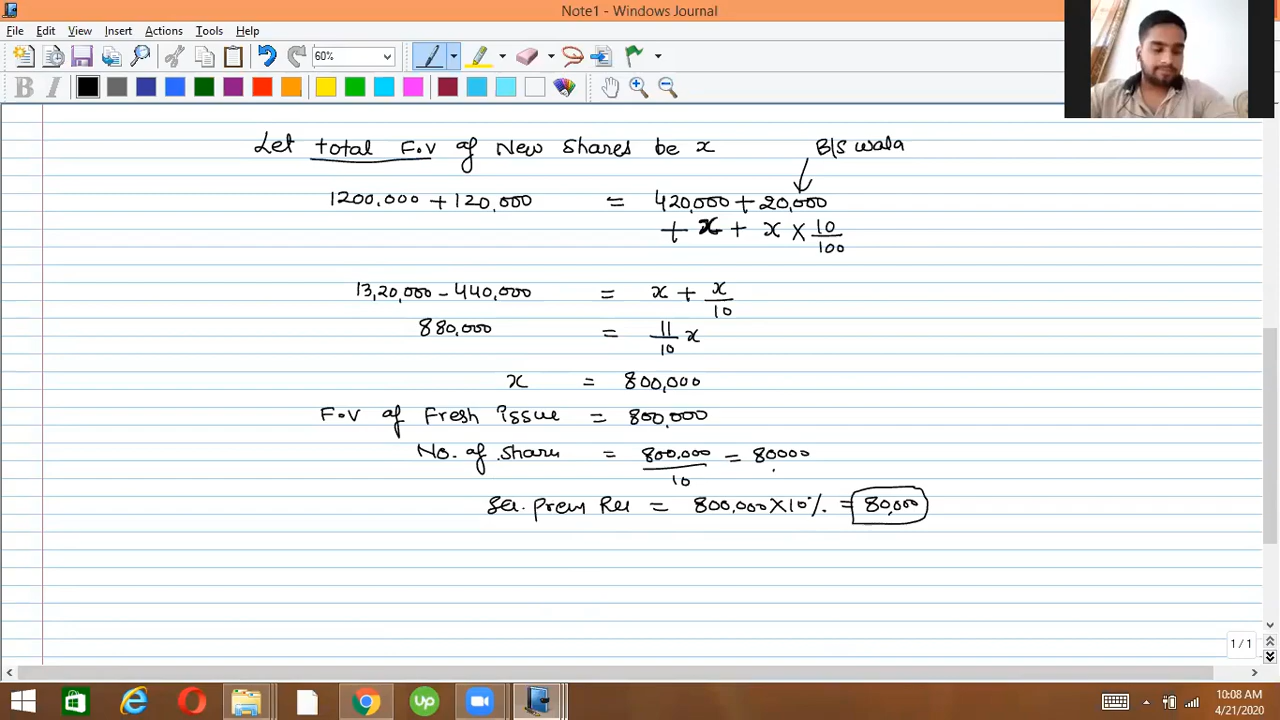 Note1 - Windows Journal
File Edit View Insert Actions Tools Help
60%
B I
Let total F.V of New Shares be x
B/S wala
1200,000 + 120,000 = 420,000 + 20,000
+ x + x × 10/100
13,20,000 - 440,000 = x + x/10
880,000 = 11/10 x
x = 800,000
F.V of Fresh issue = 800,000
No. of share = 800,000/10 = 80000
Sec. prem Res = 800,000 × 10% = 80,000
1 / 1
Up
10:08 AM
4/21/2020